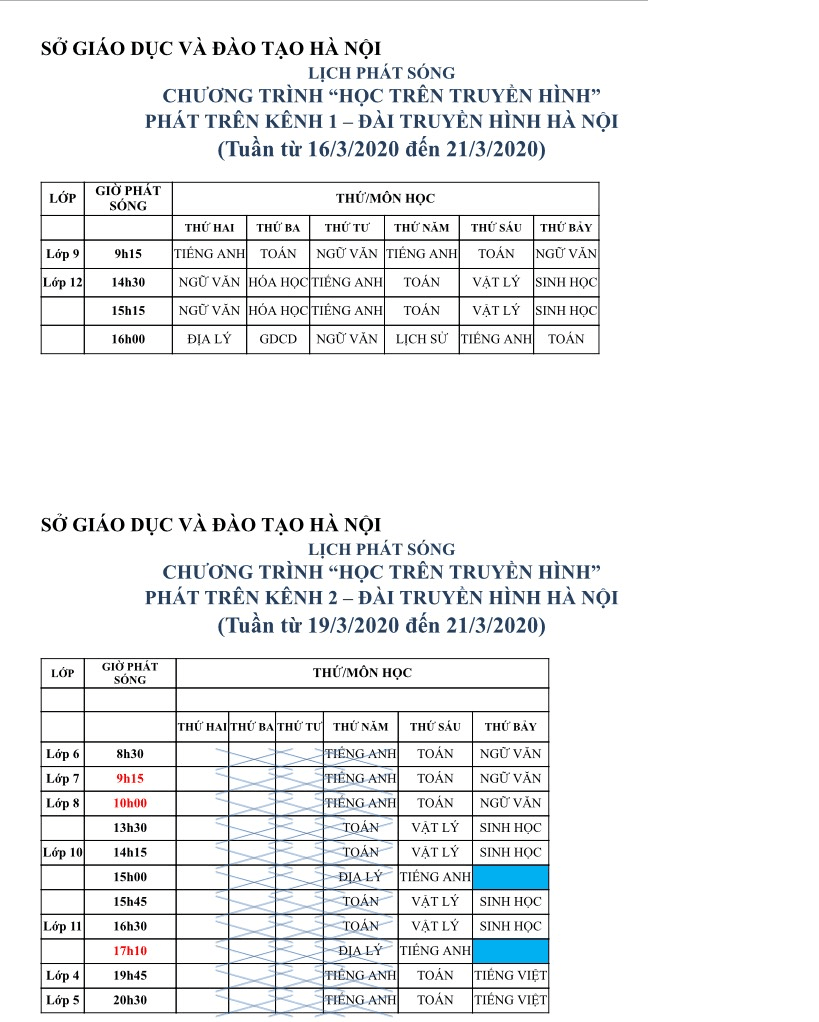 SỞ GIÁO DỤC VÀ ĐÀO TẠO HÀ NỘI
LỊCH PHÁT SÓNG
CHƯƠNG TRÌNH “HỌC TRÊN TRUYỀN HÌNH”
PHÁT TRÊN KÊNH 1 – ĐÀI TRUYỀN HÌNH HÀ NỘI
(Tuần từ 16/3/2020 đến 21/3/2020)
LỚP GIỜ PHÁT SÓNG THỨ/MÔN HỌC
THỨ HAI THỨ BA THỨ TƯ THỨ NĂM THỨ SÁU THỨ BẢY
Lớp 9 9h15 TIẾNG ANH TOÁN NGỮ VĂN TIẾNG ANH TOÁN NGỮ VĂN
Lớp 12 14h30 NGỮ VĂN HÓA HỌC TIẾNG ANH TOÁN VẬT LÝ SINH HỌC
15h15 NGỮ VĂN HÓA HỌC TIẾNG ANH TOÁN VẬT LÝ SINH HỌC
16h00 ĐỊA LÝ GDCD NGỮ VĂN LỊCH SỬ TIẾNG ANH TOÁN
SỞ GIÁO DỤC VÀ ĐÀO TẠO HÀ NỘI
LỊCH PHÁT SÓNG
CHƯƠNG TRÌNH “HỌC TRÊN TRUYỀN HÌNH”
PHÁT TRÊN KÊNH 2 – ĐÀI TRUYỀN HÌNH HÀ NỘI
(Tuần từ 19/3/2020 đến 21/3/2020)
LỚP GIỜ PHÁT SÓNG THỨ/MÔN HỌC
THỨ HAI THỨ BA THỨ TƯ THỨ NĂM THỨ SÁU THỨ BẢY
Lớp 6 8h30 TIẾNG ANH TOÁN NGỮ VĂN
Lớp 7 9h15 TIẾNG ANH TOÁN NGỮ VĂN
Lớp 8 10h00 TIẾNG ANH TOÁN NGỮ VĂN
13h30 TOÁN VẬT LÝ SINH HỌC
Lớp 10 14h15 TOÁN VẬT LÝ SINH HỌC
15h00 ĐỊA LÝ TIẾNG ANH
15h45 TOÁN VẬT LÝ SINH HỌC
Lớp 11 16h30 TOÁN VẬT LÝ SINH HỌC
17h10 ĐỊA LÝ TIẾNG ANH
Lớp 4 19h45 TIẾNG ANH TOÁN TIẾNG VIỆT
Lớp 5 20h30 TIẾNG ANH TOÁN TIẾNG VIỆT